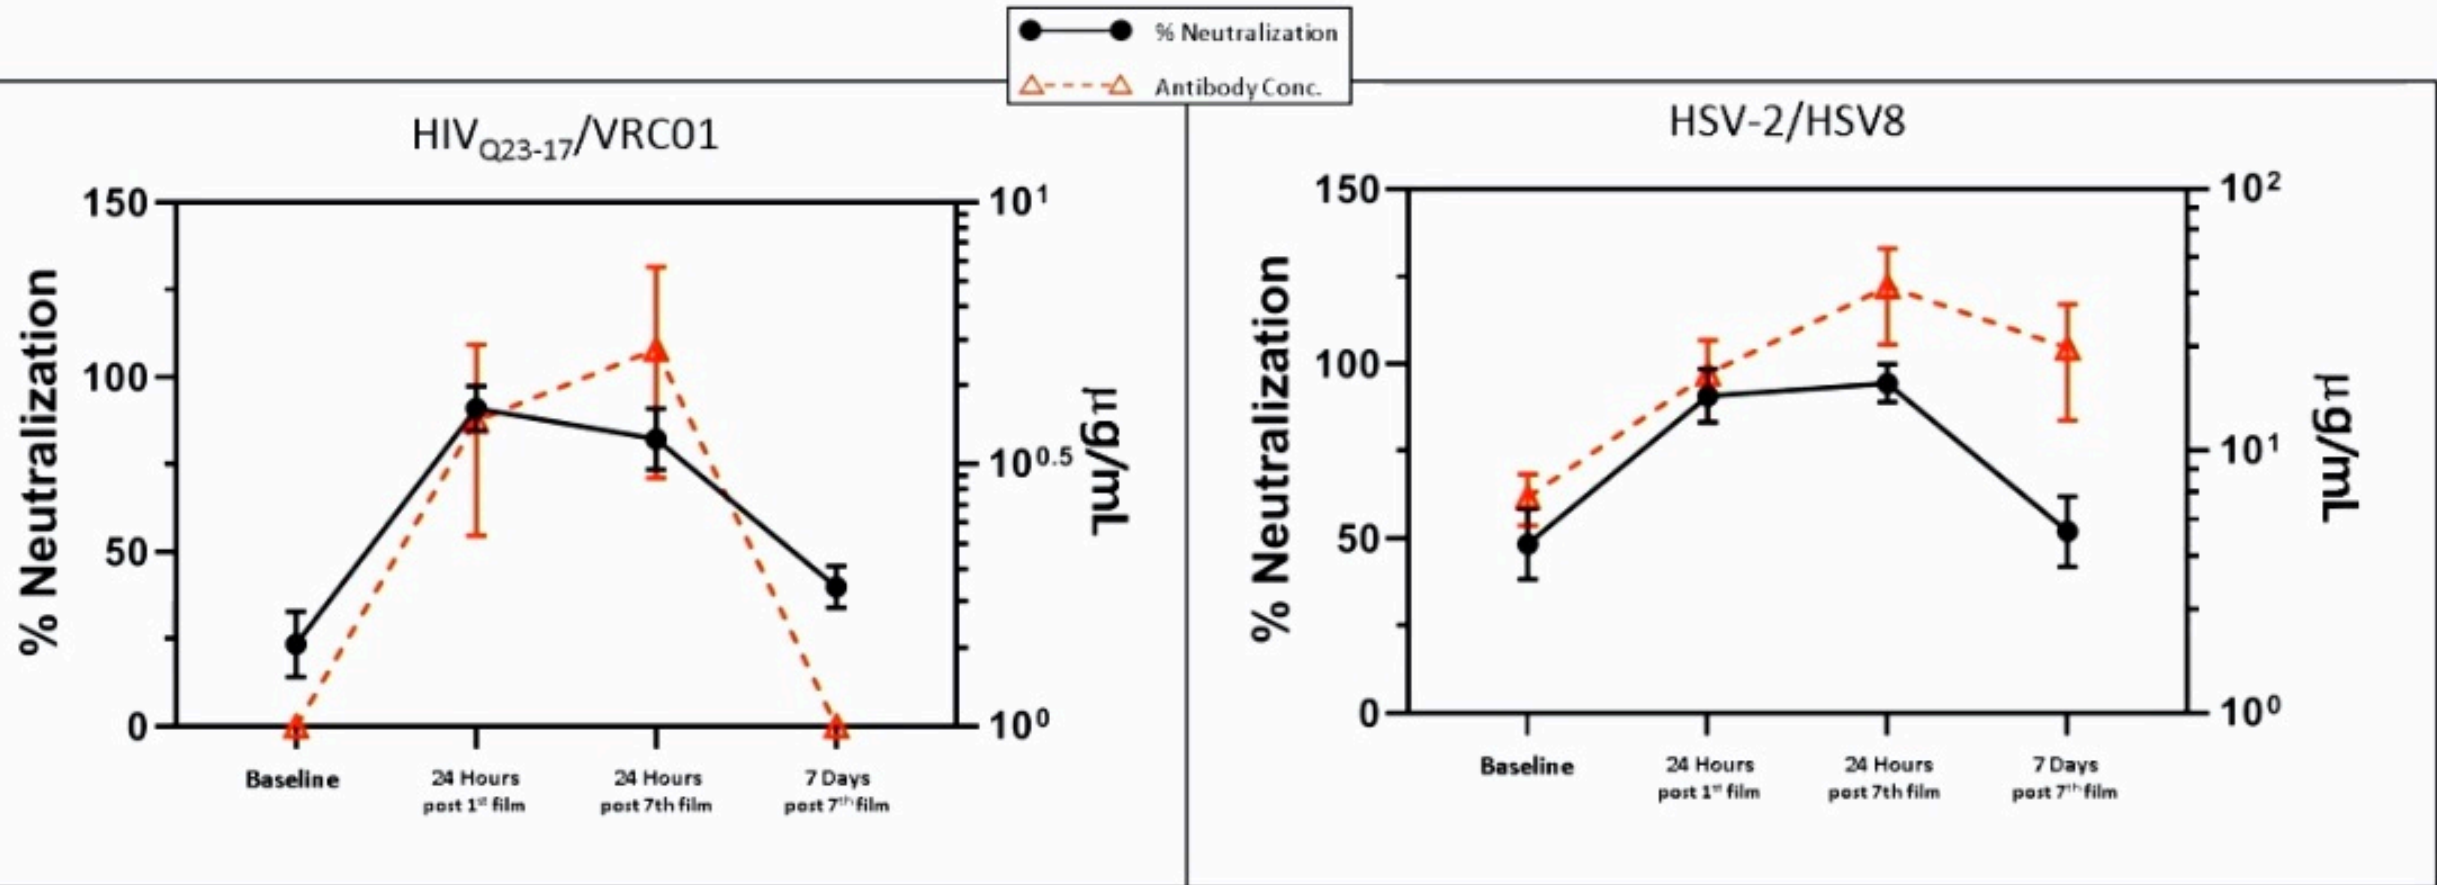 % Neutralization
Antibody Conc.
HIVQ23-17/VRC01
150
100
50
0
% Neutralization
10¹
10⁰·⁵
10⁰
µg/mL
Baseline
24 Hours
post 1ˢᵗ film
24 Hours
post 7th film
7 Days
post 7ᵗʰ film
HSV-2/HSV8
150
100
50
0
% Neutralization
10²
10¹
10⁰
µg/mL
Baseline
24 Hours
post 1ˢᵗ film
24 Hours
post 7th film
7 Days
post 7ᵗʰ film